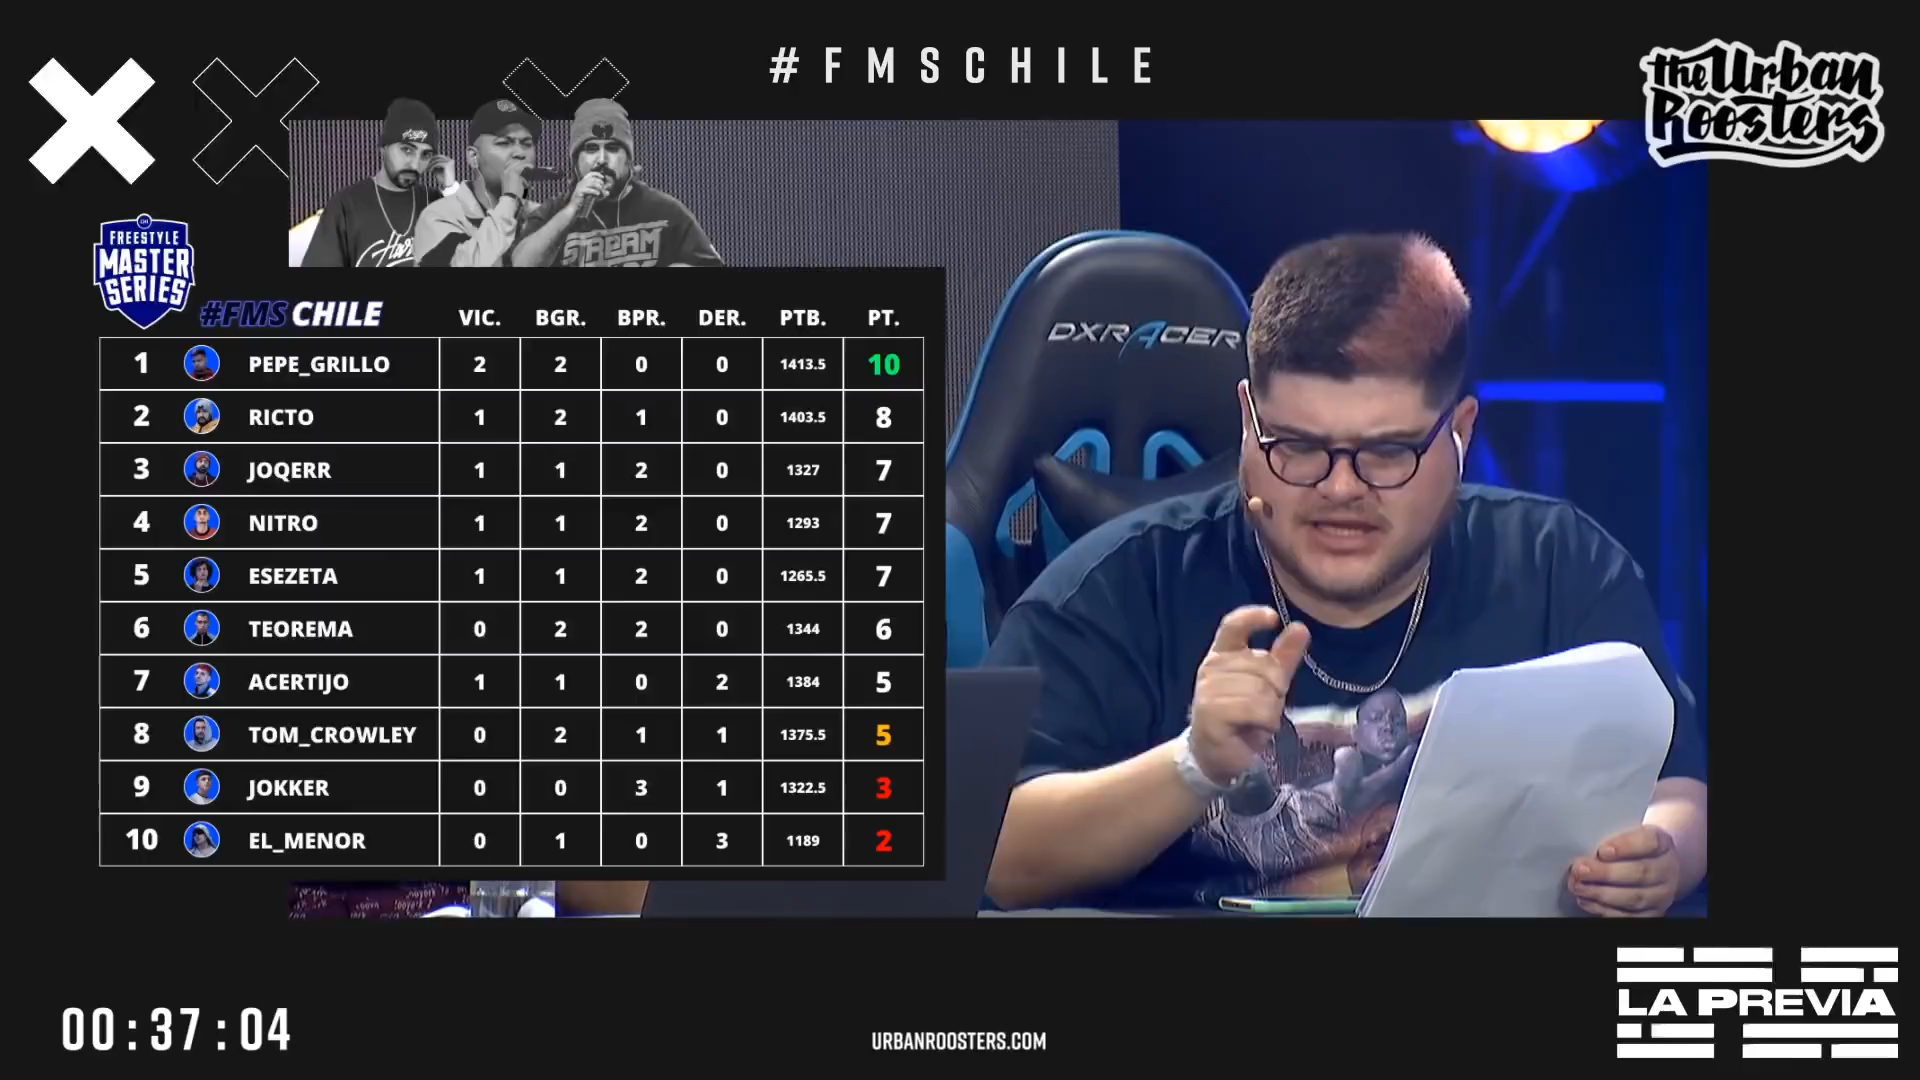 #FMSCHILE
the Urban
Roosters
FREESTYLE
MASTER
SERIES
#FMS CHILE
VIC. BGR. BPR. DER. PTB. PT.
1 PEPE_GRILLO 2 2 0 0 1413.5 10
2 RICTO 1 2 1 0 1403.5 8
3 JOQERR 1 1 2 0 1327 7
4 NITRO 1 1 2 0 1293 7
5 ESEZETA 1 1 2 0 1265.5 7
6 TEOREMA 0 2 2 0 1344 6
7 ACERTIJO 1 1 0 2 1384 5
8 TOM_CROWLEY 0 2 1 1 1375.5 5
9 JOKKER 0 0 3 1 1322.5 3
10 EL_MENOR 0 1 0 3 1189 2
DXRACER
00:37:04
URBANROOSTERS.COM
LA PREVIA